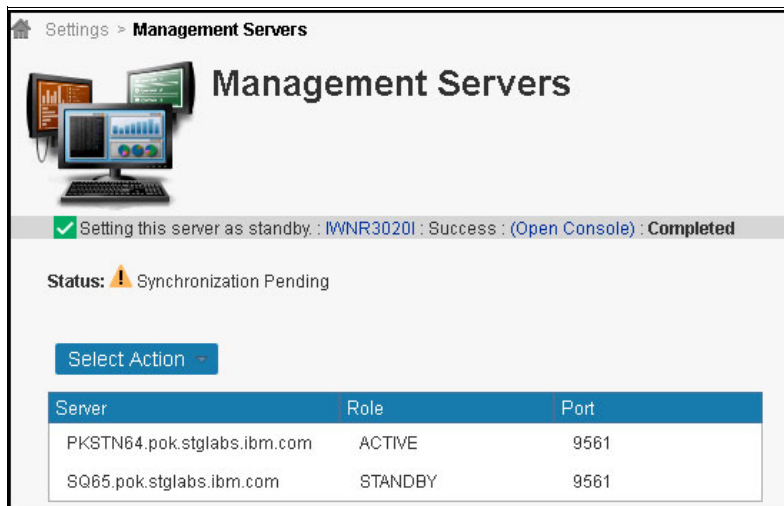 Settings > Management Servers
Management Servers
Setting this server as standby. : IWNR3020I : Success : (Open Console) : Completed
Status: Synchronization Pending
Select Action
Server Role Port
PKSTN64.pok.stglabs.ibm.com ACTIVE 9561
SQ65.pok.stglabs.ibm.com STANDBY 9561